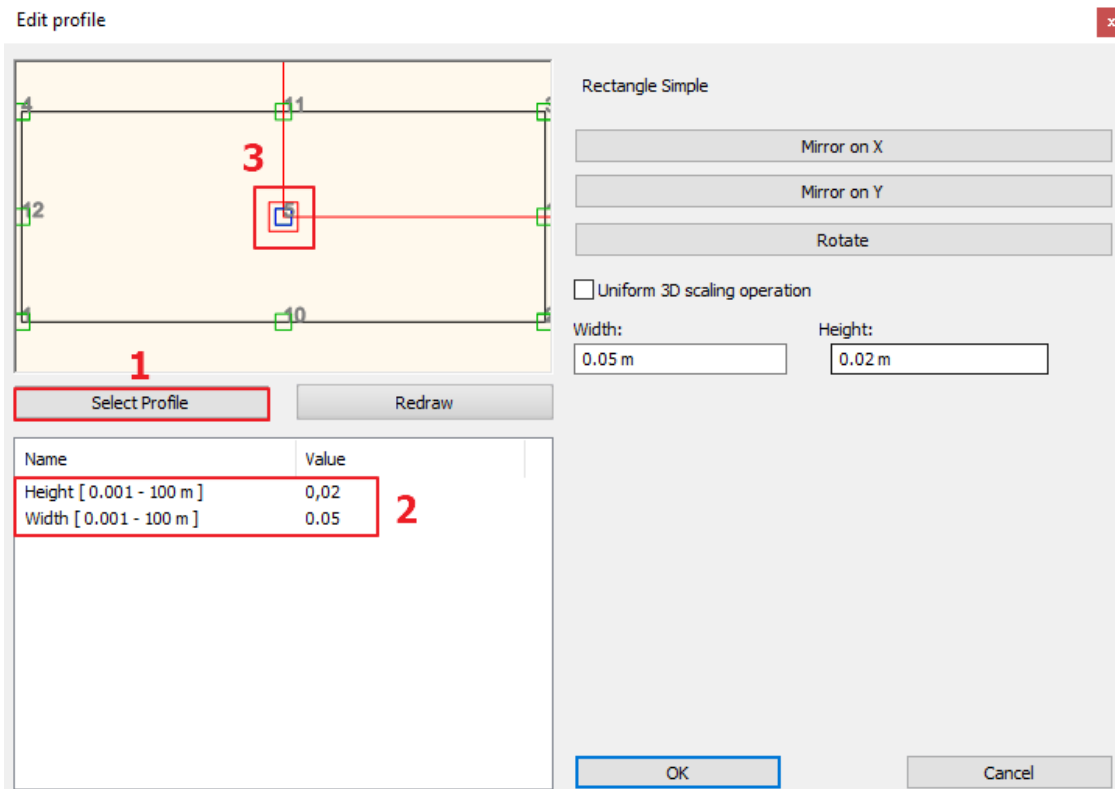 Edit profile
x
4
11
3
Rectangle Simple
Mirror on X
3
Mirror on Y
12
5
Rotate
Uniform 3D scaling operation
Width:
Height:
10
0.05 m
0.02 m
1
Select Profile
Redraw
Name
Value
Height [ 0.001 - 100 m ]
0,02
2
Width [ 0.001 - 100 m ]
0.05
OK
Cancel